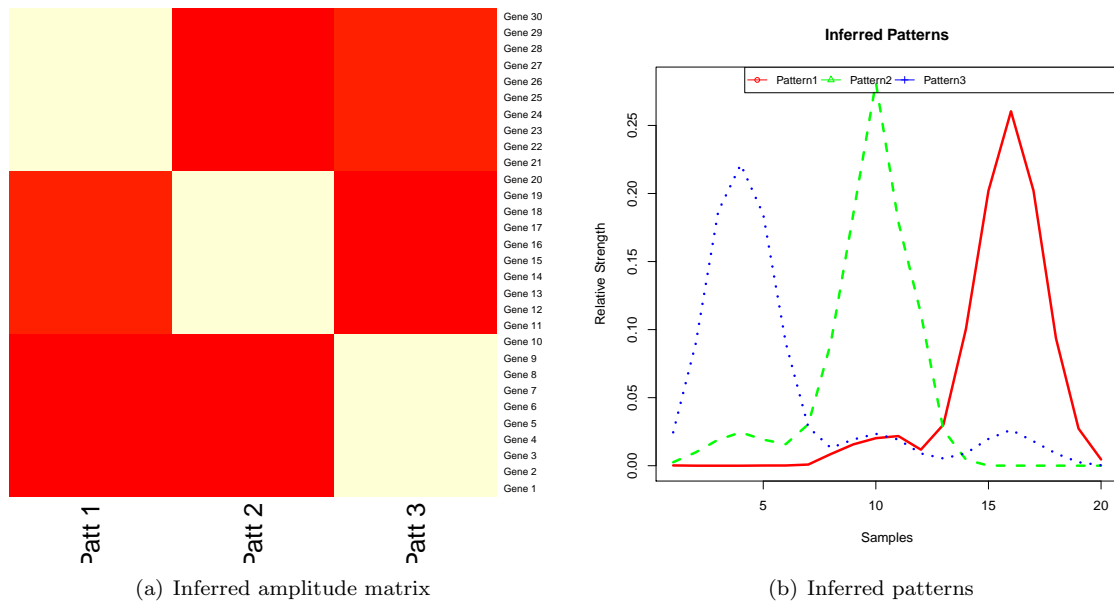 Gene 30
Gene 29
Gene 28
Gene 27
Gene 26
Gene 25
Gene 24
Gene 23
Gene 22
Gene 21
Gene 20
Gene 19
Gene 18
Gene 17
Gene 16
Gene 15
Gene 14
Gene 13
Gene 12
Gene 11
Gene 10
Gene 9
Gene 8
Gene 7
Gene 6
Gene 5
Gene 4
Gene 3
Gene 2
Gene 1
Patt 1
Patt 2
Patt 3
(a) Inferred amplitude matrix
Inferred Patterns
Pattern1 Pattern2 Pattern3
Relative Strength
0.25
0.20
0.15
0.10
0.05
0.00
5 10 15 20
Samples
(b) Inferred patterns